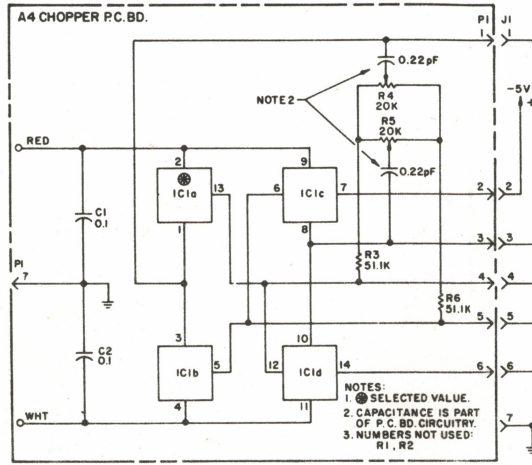 A4 CHOPPER P.C. BD.
P1 J1
1 1
0.22pF
-5V
+
R4
20K
NOTE 2
R5
20K
RED
2
9
0.22pF
IC1a
13
6
IC1c
7
2 2
C1
0.1
1
8
3 3
P1
7
R3
51.1K
4 4
R6
51.1K
3
10
5 5
IC1b
5
12
IC1d
14
6 6
C2
0.1
4
11
NOTES:
1. ⊛ SELECTED VALUE.
2. CAPACITANCE IS PART
OF P.C. BD. CIRCUITRY.
3. NUMBERS NOT USED:
R1, R2
WHT
7